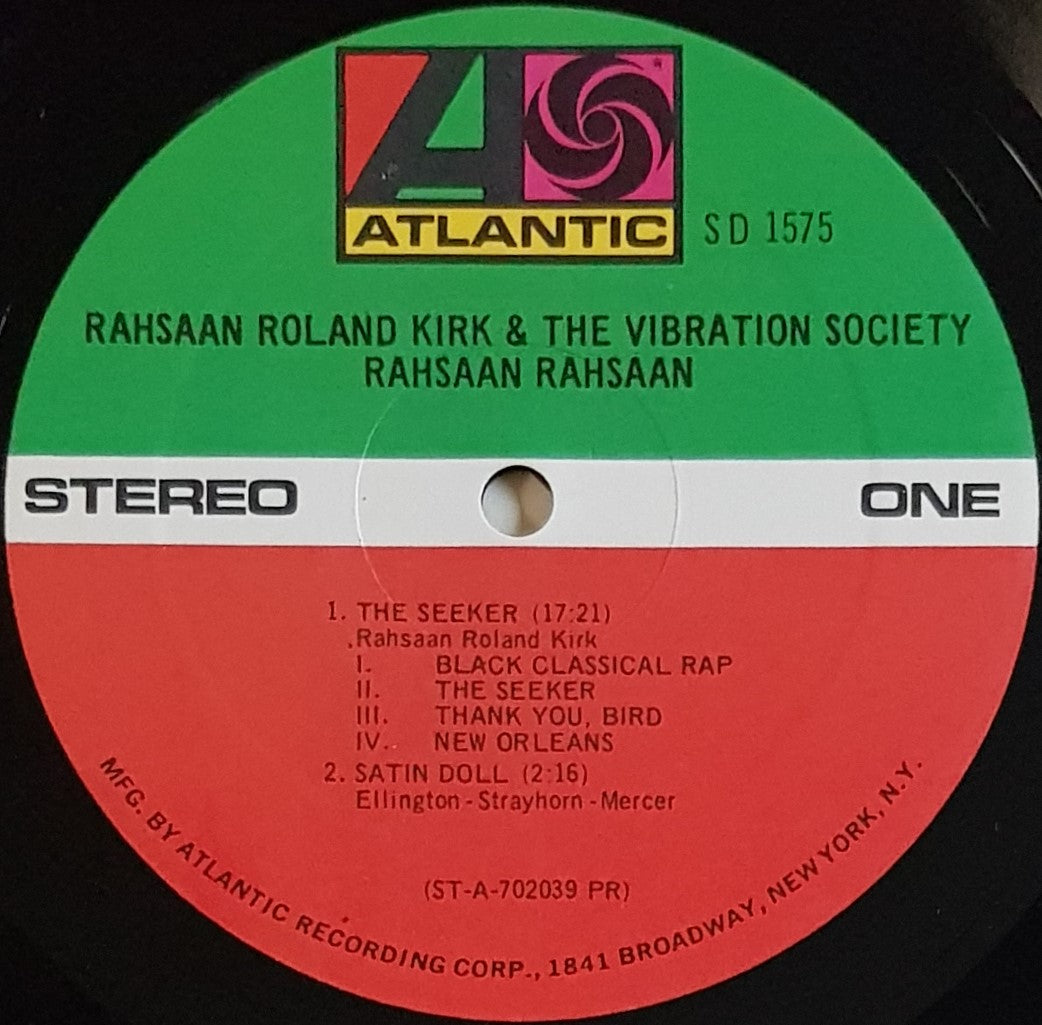 ATLANTIC
SD 1575
RAHSAAN ROLAND KIRK & THE VIBRATION SOCIETY
RAHSAAN RAHSAAN
STEREO
ONE
1. THE SEEKER (17:21)
Rahsaan Roland Kirk
I. BLACK CLASSICAL RAP
II. THE SEEKER
III. THANK YOU, BIRD
IV. NEW ORLEANS
2. SATIN DOLL (2:16)
Ellington - Strayhorn - Mercer
(ST-A-702039 PR)
MFG. BY ATLANTIC RECORDING CORP., 1841 BROADWAY, NEW YORK, N.Y.